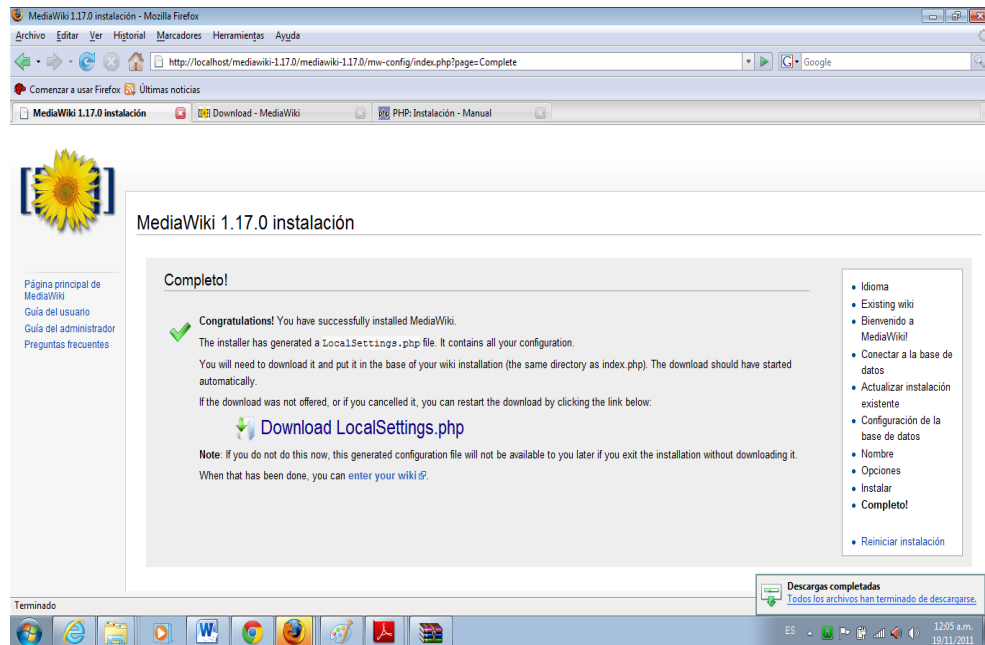 MediaWiki 1.17.0 instalación - Mozilla Firefox
Archivo Editar Ver Historial Marcadores Herramientas Ayuda
http://localhost/mediawiki-1.17.0/mediawiki-1.17.0/mw-config/index.php?page=Complete
G Google
Comenzar a usar Firefox Últimas noticias
MediaWiki 1.17.0 instalación
Download - MediaWiki
php PHP: Instalación - Manual
MediaWiki 1.17.0 instalación
Página principal de
MediaWiki
Guía del usuario
Guía del administrador
Preguntas frecuentes
Completo!
Congratulations! You have successfully installed MediaWiki.
The installer has generated a LocalSettings.php file. It contains all your configuration.
You will need to download it and put it in the base of your wiki installation (the same directory as index.php). The download should have started
automatically.
If the download was not offered, or if you cancelled it, you can restart the download by clicking the link below:
Download LocalSettings.php
Note: If you do not do this now, this generated configuration file will not be available to you later if you exit the installation without downloading it.
When that has been done, you can enter your wiki.
• Idioma
• Existing wiki
• Bienvenido a
MediaWiki!
• Conectar a la base de
datos
• Actualizar instalación
existente
• Configuración de la
base de datos
• Nombre
• Opciones
• Instalar
• Completo!
• Reiniciar instalación
Descargas completadas
Todos los archivos han terminado de descargarse.
Terminado
ES
12:05 a.m.
19/11/2011